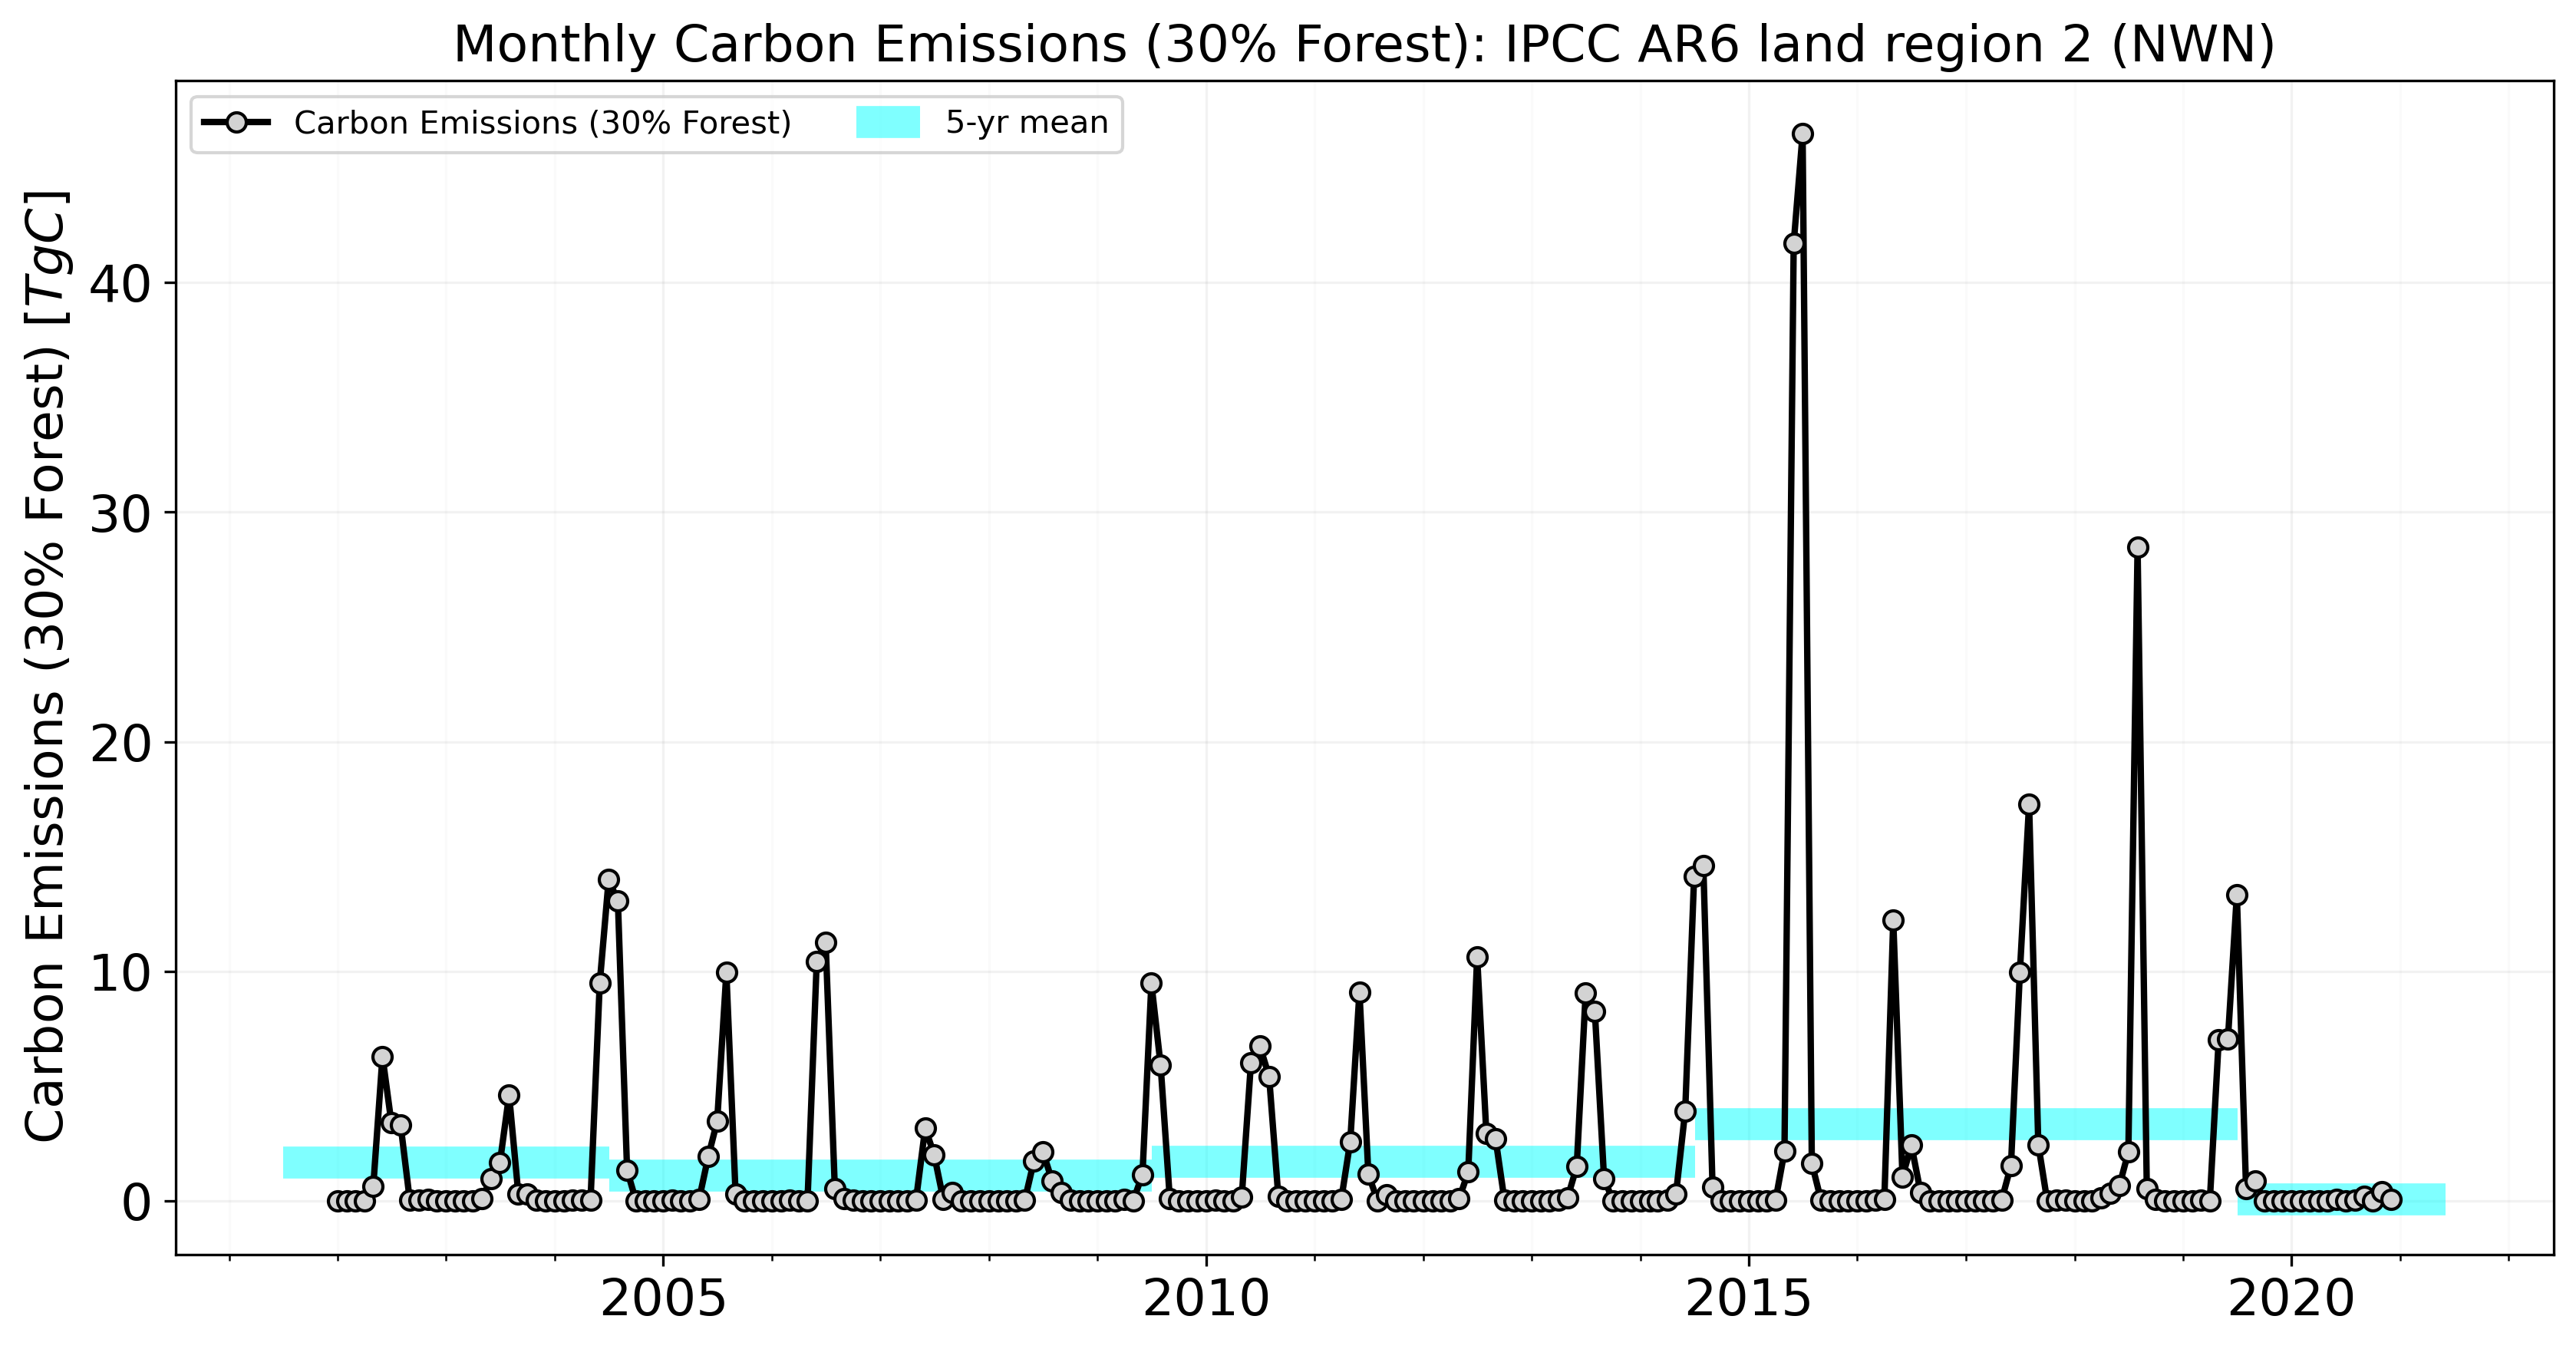 Monthly Carbon Emissions (30% Forest): IPCC AR6 land region 2 (NWN)
Carbon Emissions (30% Forest)
5-yr mean
Carbon Emissions (30% Forest) [TgC]
40
30
20
10
0
2005
2010
2015
2020